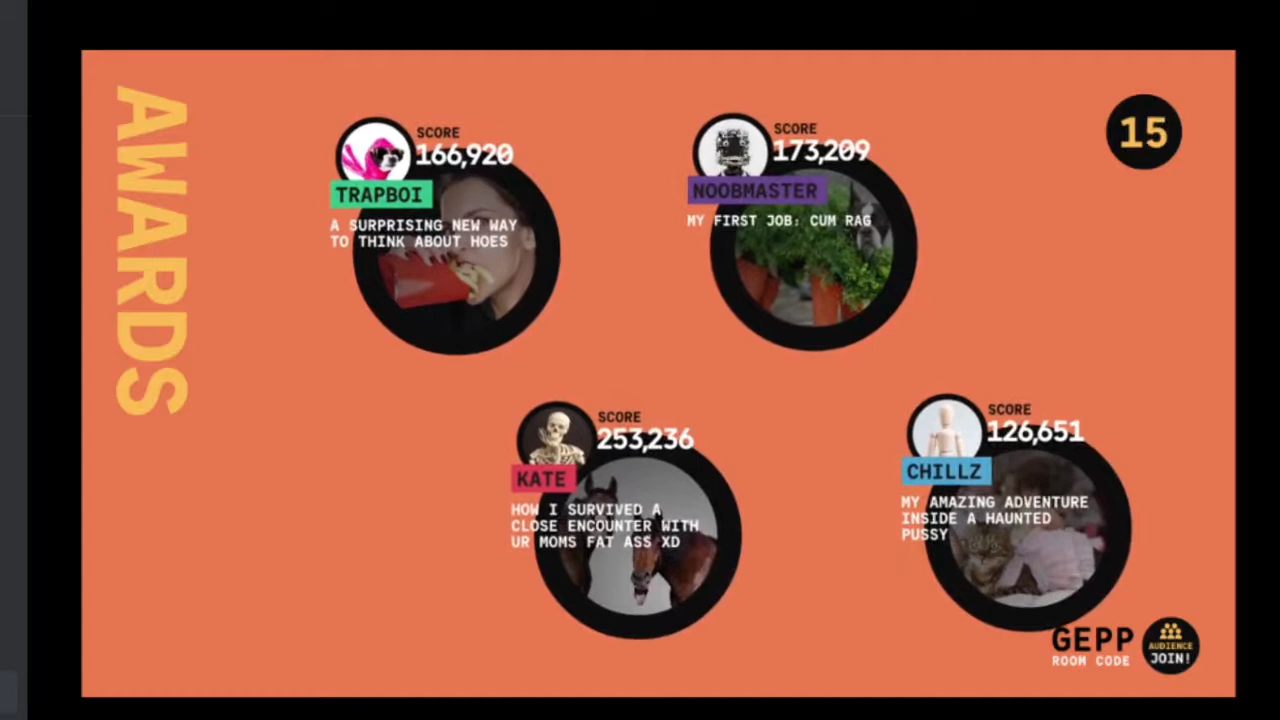 AWARDS
15
SCORE
166,920
TRAPBOI
A SURPRISING NEW WAY
TO THINK ABOUT HOES
SCORE
173,209
NOOBMASTER
MY FIRST JOB: CUM RAG
SCORE
253,236
KATE
HOW I SURVIVED A
CLOSE ENCOUNTER WITH
UR MOMS FAT ASS XD
SCORE
126,651
CHILLZ
MY AMAZING ADVENTURE
INSIDE A HAUNTED
PUSSY
GEPP
ROOM CODE
AUDIENCE
JOIN!